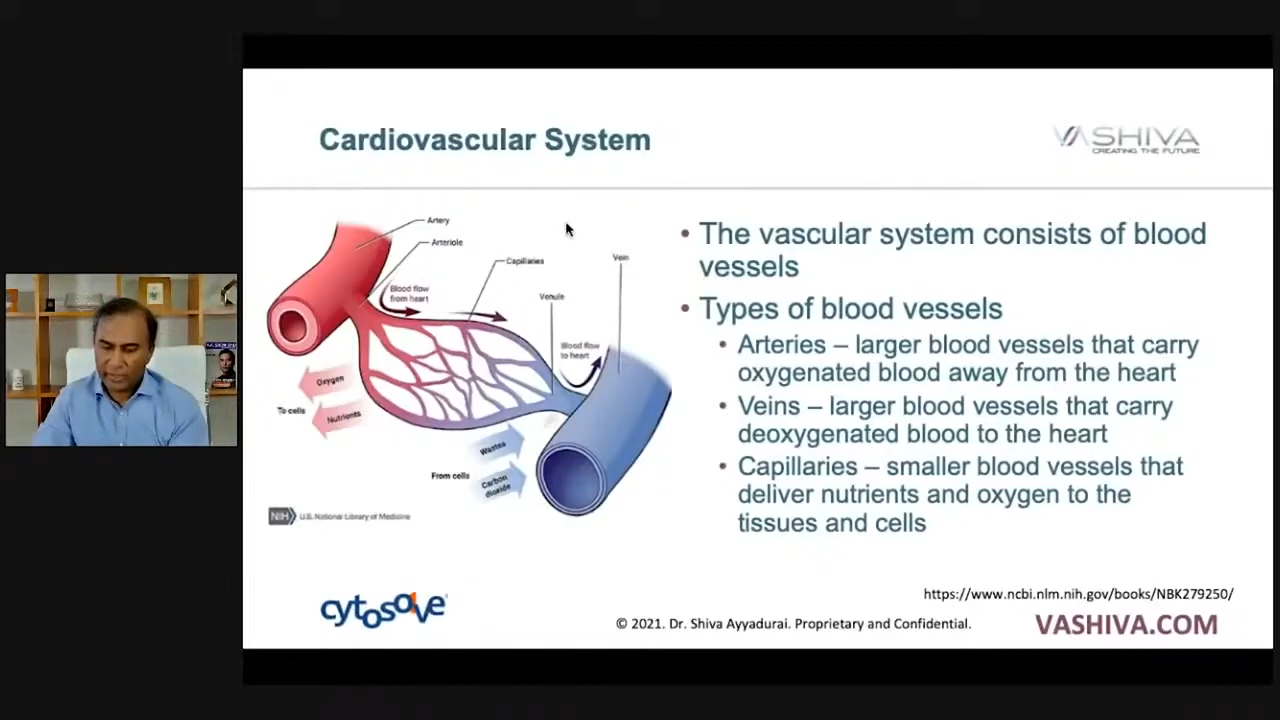 Cardiovascular System
VASHIVA
CREATING THE FUTURE
Artery
Arteriole
Capillaries
Vein
Blood flow
from heart
Venule
Blood flow
to heart
Oxygen
To cells
Nutrients
Wastes
From cells
Carbon
dioxide
NIH
U.S. National Library of Medicine
• The vascular system consists of blood
vessels
• Types of blood vessels
• Arteries – larger blood vessels that carry
oxygenated blood away from the heart
• Veins – larger blood vessels that carry
deoxygenated blood to the heart
• Capillaries – smaller blood vessels that
deliver nutrients and oxygen to the
tissues and cells
https://www.ncbi.nlm.nih.gov/books/NBK279250/
cytosolve
© 2021. Dr. Shiva Ayyadurai. Proprietary and Confidential.
VASHIVA.COM